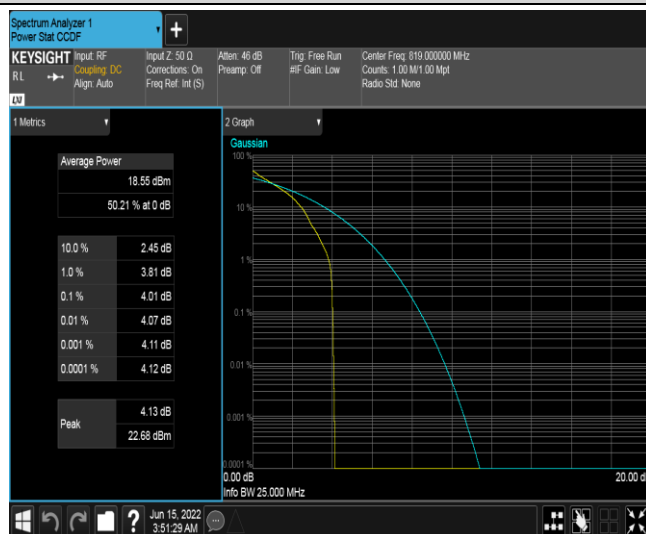 Spectrum Analyzer 1
Power Stat CCDF
+
KEYSIGHT
RL
LXI
Input: RF
Coupling: DC
Align: Auto
Input Z: 50 Ω
Corrections: On
Freq Ref: Int (S)
Atten: 46 dB
Preamp: Off
Trig: Free Run
#IF Gain: Low
Center Freq: 819.000000 MHz
Counts: 1.00 M/1.00 Mpt
Radio Std: None
1 Metrics
Average Power
18.55 dBm
50.21 % at 0 dB
10.0 % 2.45 dB
1.0 % 3.81 dB
0.1 % 4.01 dB
0.01 % 4.07 dB
0.001 % 4.11 dB
0.0001 % 4.12 dB
Peak
4.13 dB
22.68 dBm
2 Graph
Gaussian
100 %
10 %
1 %
0.1 %
0.01 %
0.001 %
0.0001 %
0.00 dB
20.00 d
Info BW 25.000 MHz
?
Jun 15, 2022
3:51:29 AM